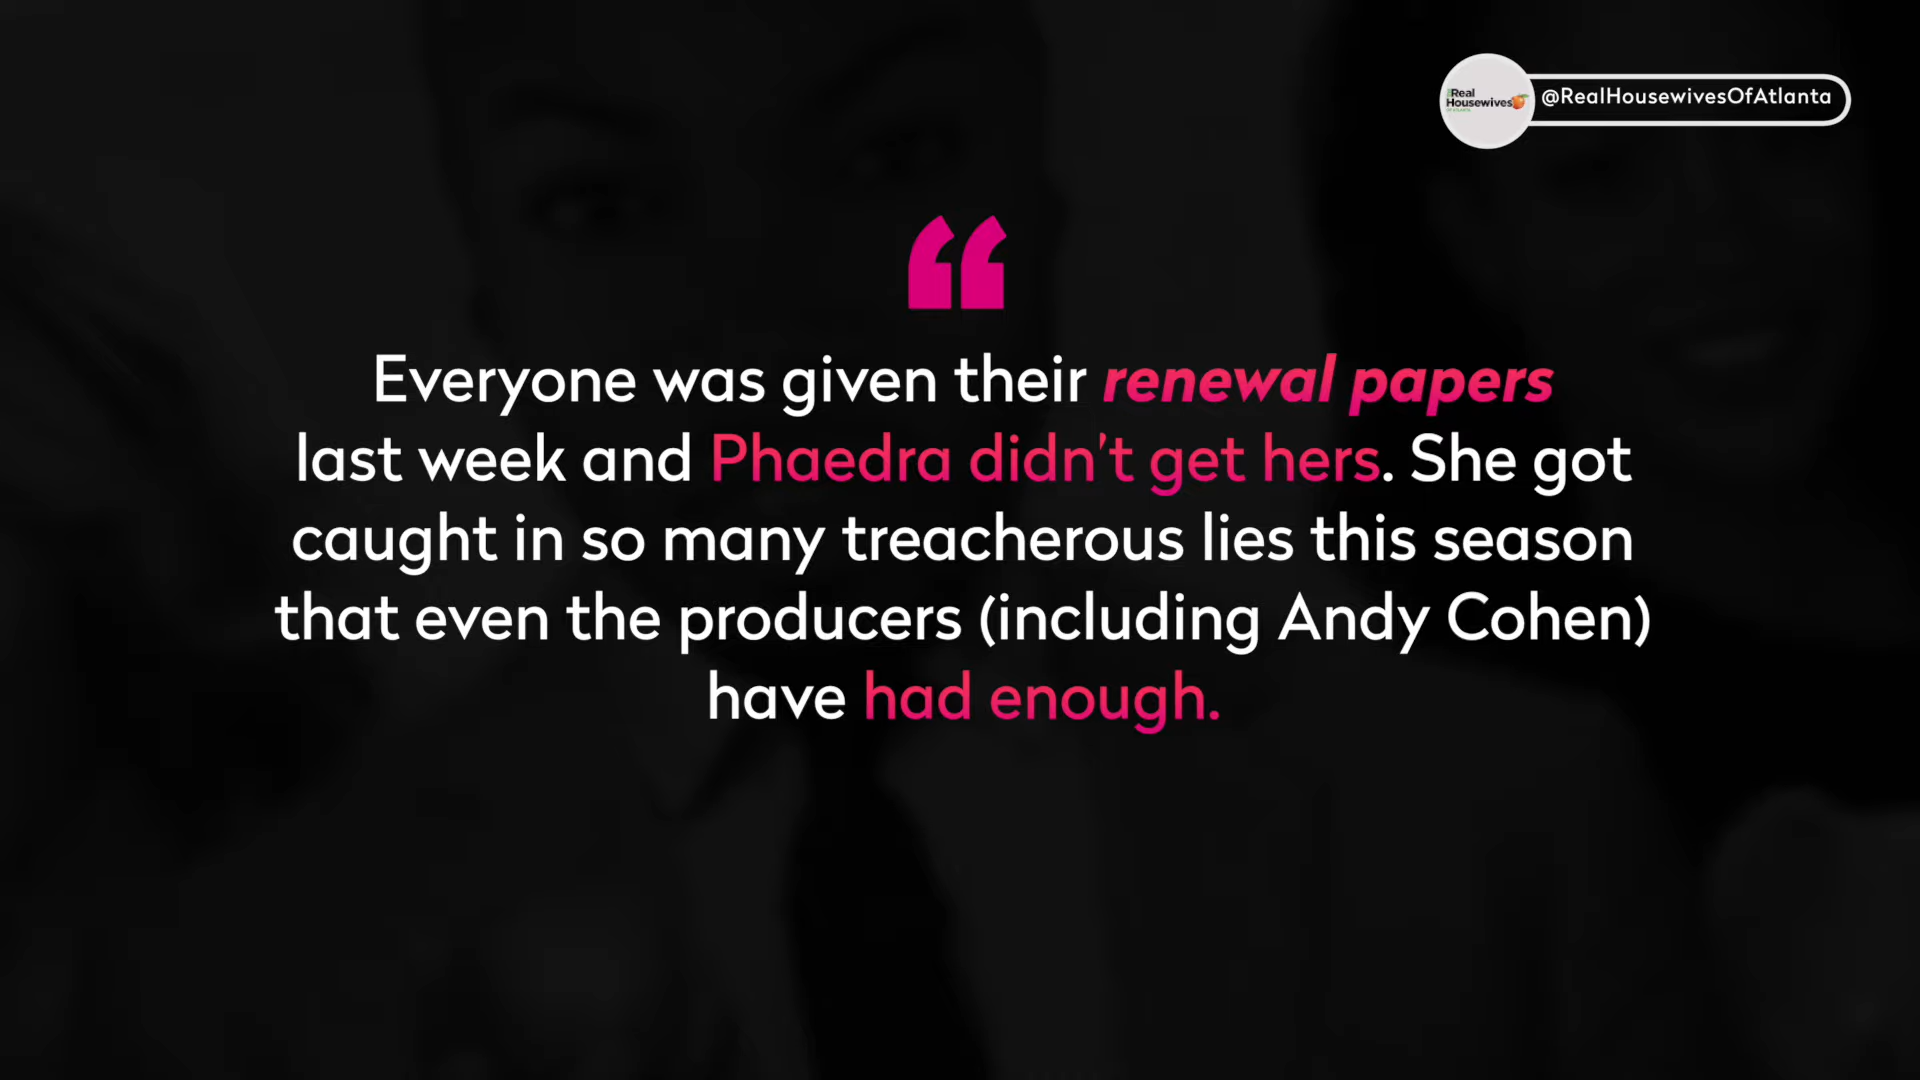 Real
Housewives
@RealHousewivesOfAtlanta
Everyone was given their renewal papers
last week and Phaedra didn't get hers. She got
caught in so many treacherous lies this season
that even the producers (including Andy Cohen)
have had enough.